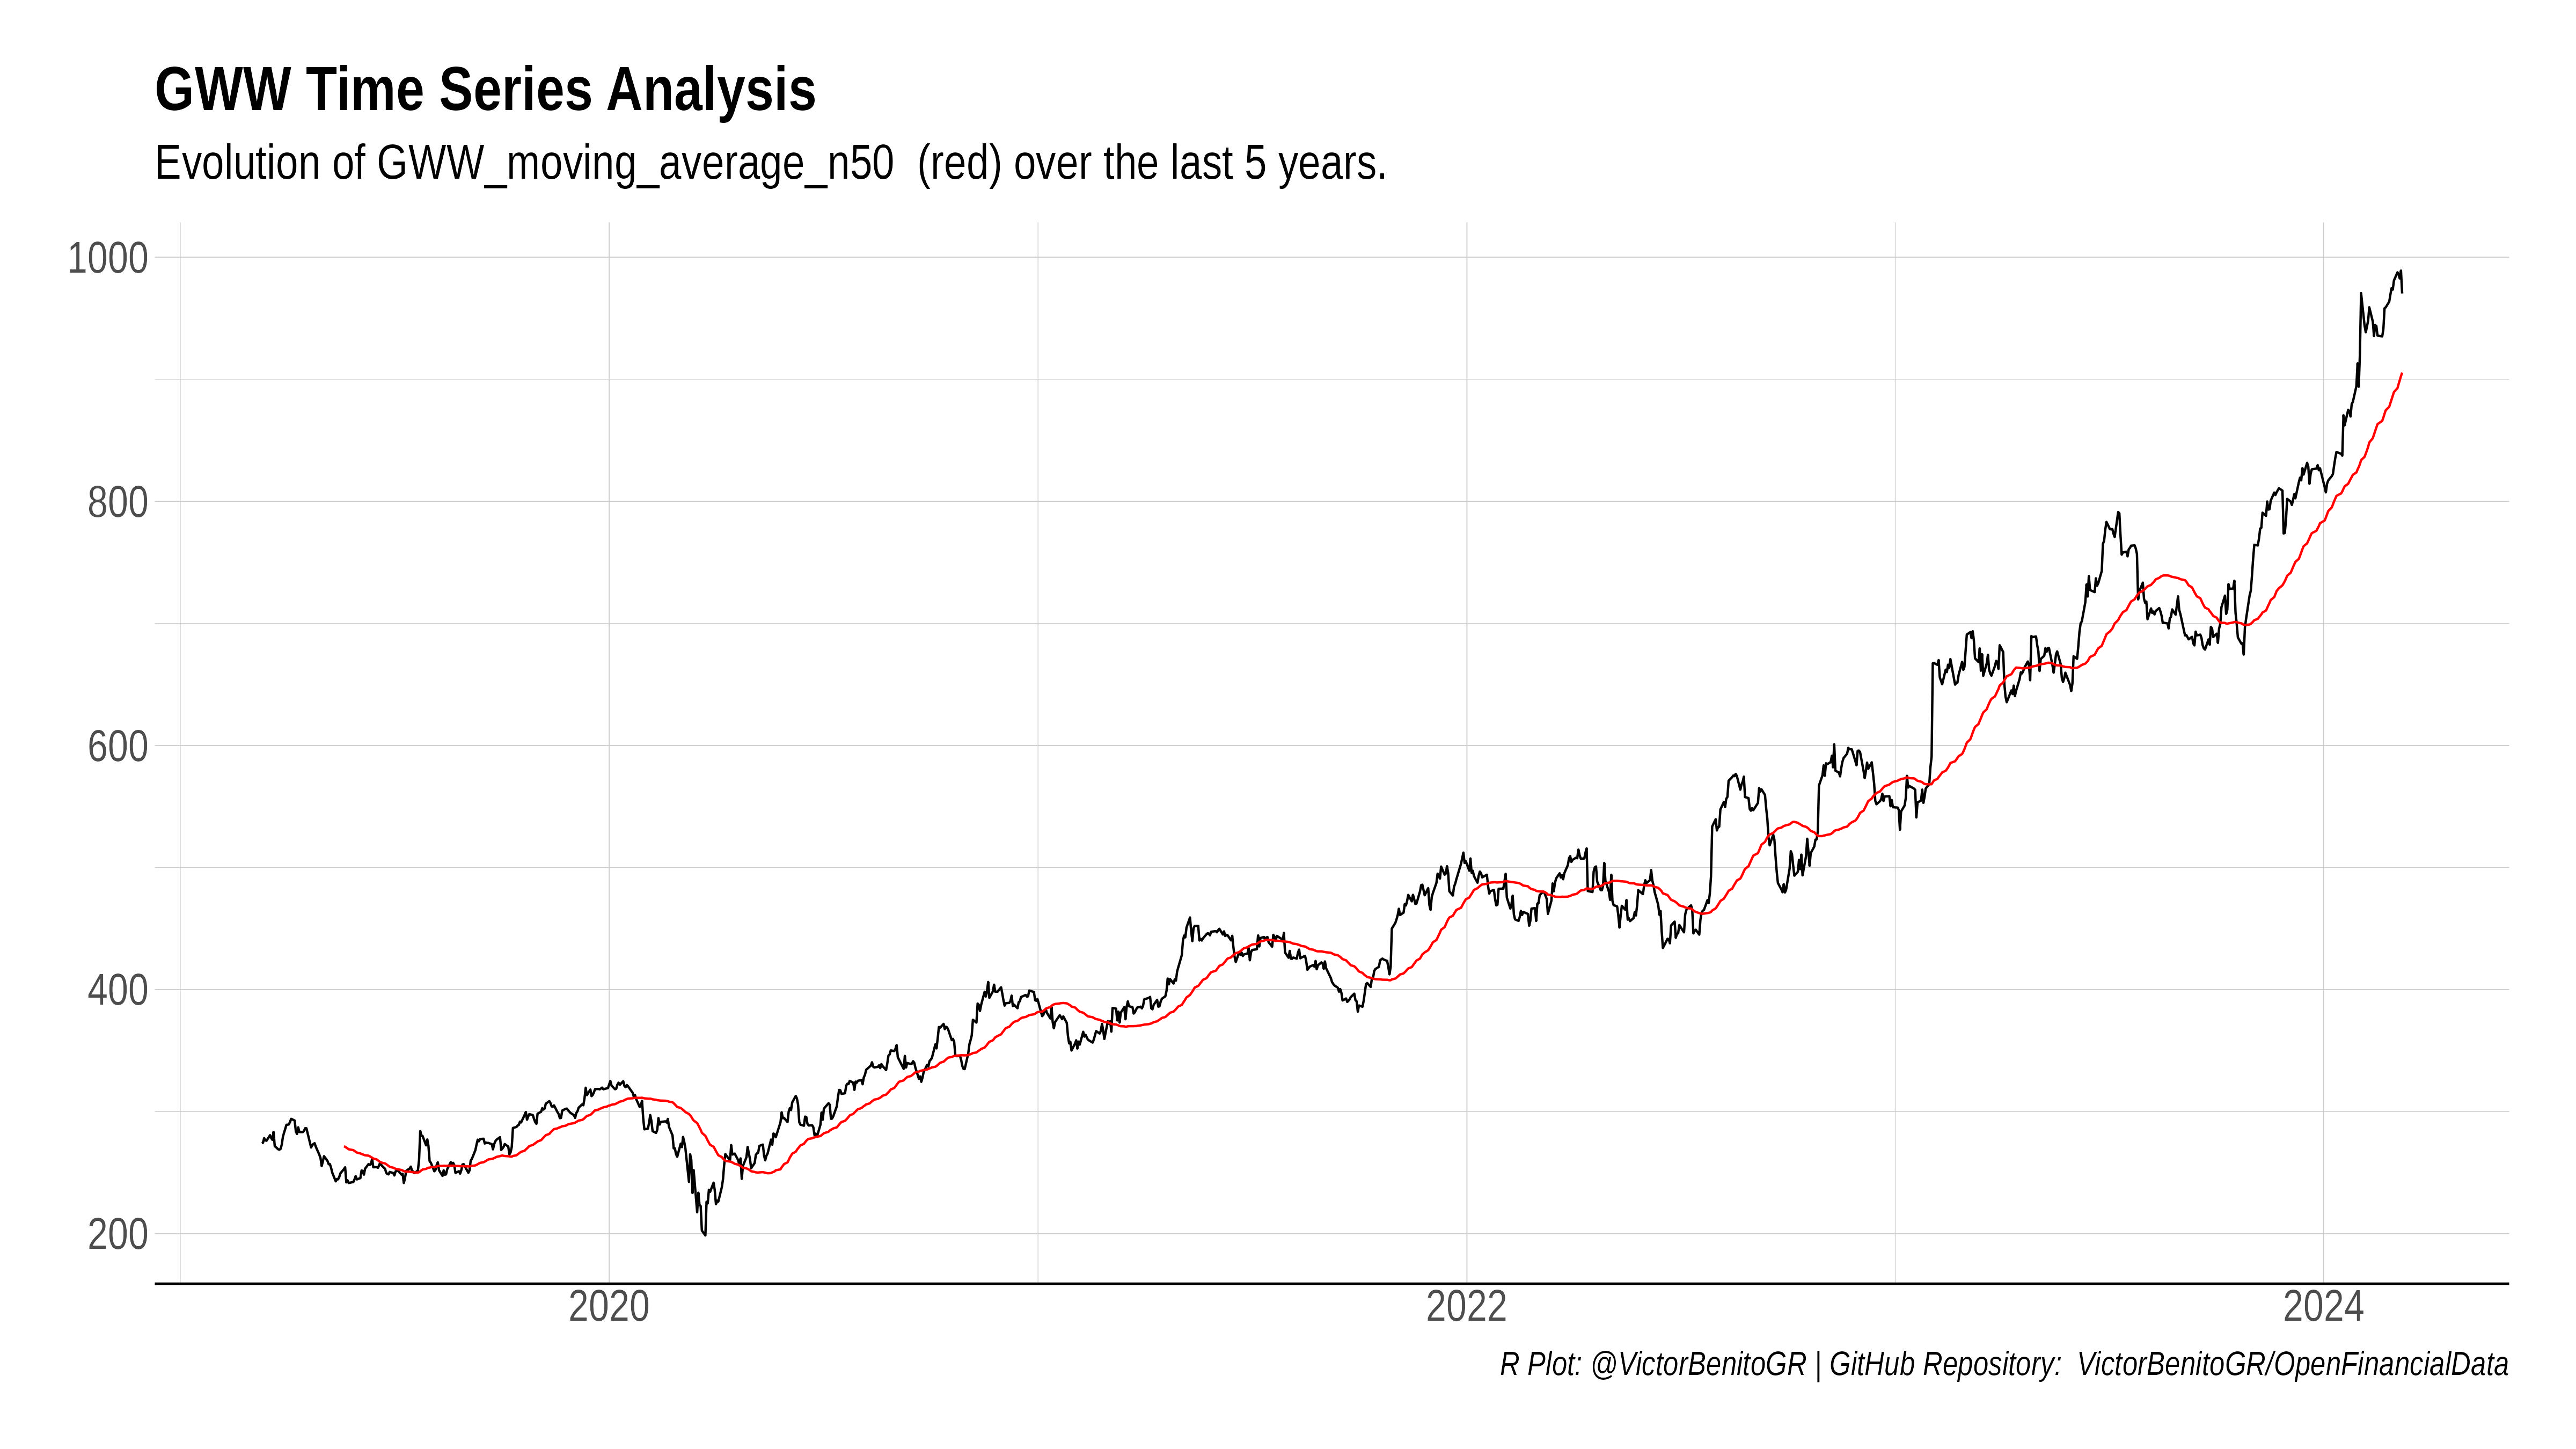 GWW Time Series Analysis
Evolution of GWW_moving_average_n50  (red) over the last 5 years.
1000
800
600
400
200
2020 2022 2024
R Plot: @VictorBenitoGR | GitHub Repository:  VictorBenitoGR/OpenFinancialData